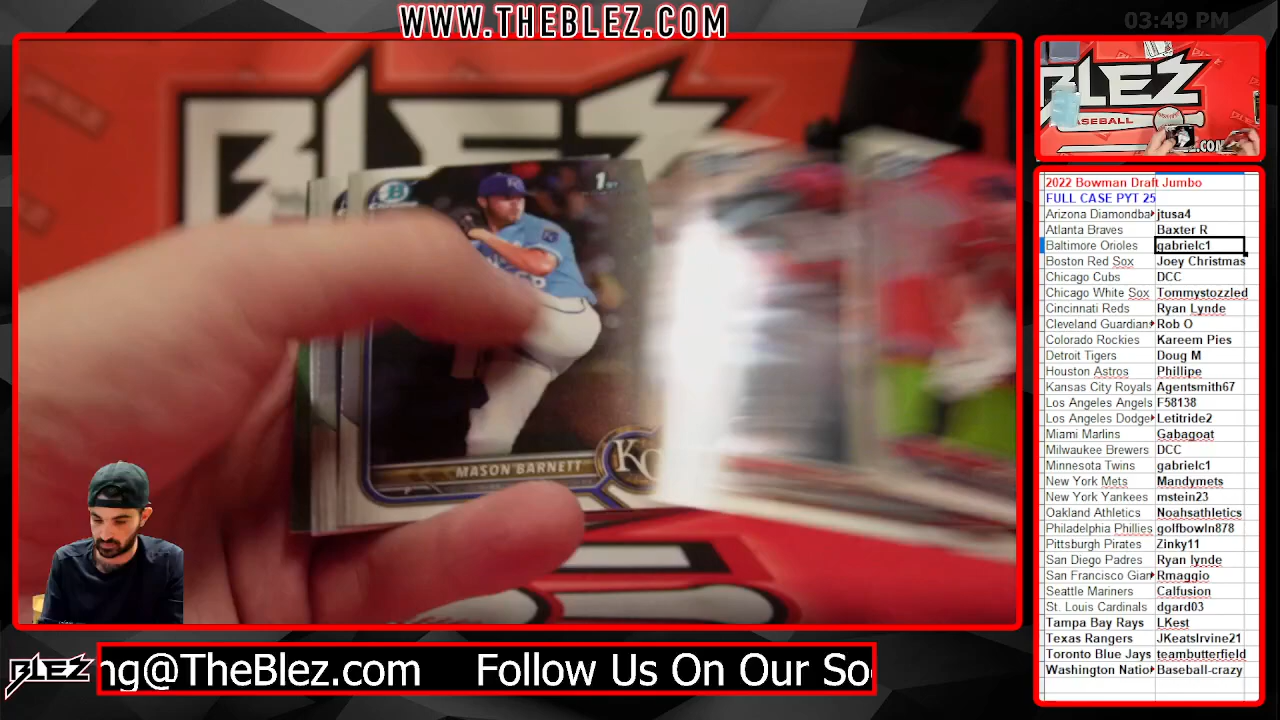 WWW.THEBLEZ.COM
03:49 PM
BLEZ
1ST
MASON BARNETT
KC
BLEZ
BASEBALL
.COM
2022 Bowman Draft Jumbo
FULL CASE PYT 25
Arizona Diamondba jtusa4
Atlanta Braves Baxter R
Baltimore Orioles gabrielc1
Boston Red Sox Joey Christmas
Chicago Cubs DCC
Chicago White Sox Tommystozzled
Cincinnati Reds Ryan Lynde
Cleveland Guardian Rob O
Colorado Rockies Kareem Pies
Detroit Tigers Doug M
Houston Astros Phillipe
Kansas City Royals Agentsmith67
Los Angeles Angels F58138
Los Angeles Dodge Letitride2
Miami Marlins Gabagoat
Milwaukee Brewers DCC
Minnesota Twins gabrielc1
New York Mets Mandymets
New York Yankees mstein23
Oakland Athletics Noahsathletics
Philadelphia Phillies golfbowln878
Pittsburgh Pirates Zinky11
San Diego Padres Ryan lynde
San Francisco Gian Rmaggio
Seattle Mariners Calfusion
St. Louis Cardinals dgard03
Tampa Bay Rays LKest
Texas Rangers JKeatsIrvine21
Toronto Blue Jays teambutterfield
Washington Natio Baseball-crazy
BLEZ
ng@TheBlez.com Follow Us On Our So